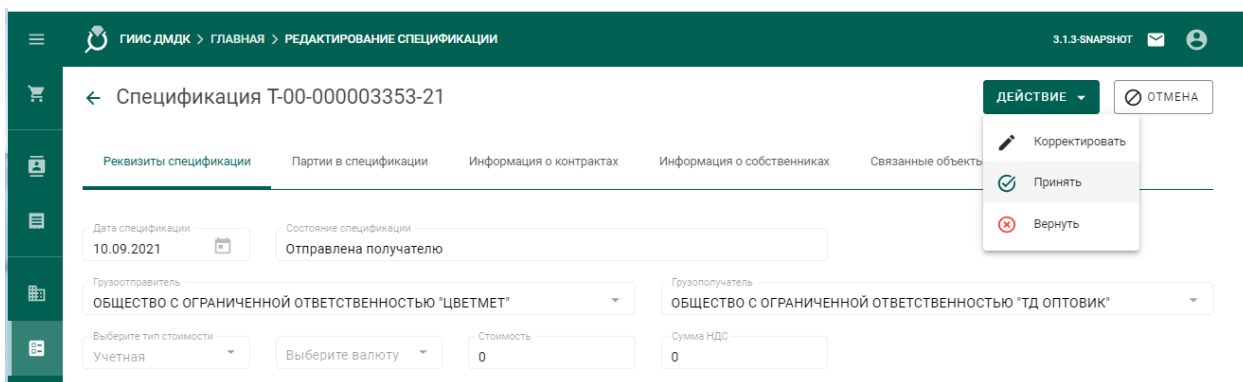 ГИИС ДМДК > ГЛАВНАЯ > РЕДАКТИРОВАНИЕ СПЕЦИФИКАЦИИ 3.1.3-SNAPSHOT
Спецификация Т-00-000003353-21 ДЕЙСТВИЕ ОТМЕНА
Корректировать
Реквизиты спецификации Партии в спецификации Информация о контрактах Информация о собственниках Связанные объекты
Принять
Вернуть
Дата спецификации Состояние спецификации
10.09.2021 Отправлена получателю
Грузоотправитель Грузополучатель
ОБЩЕСТВО С ОГРАНИЧЕННОЙ ОТВЕТСТВЕННОСТЬЮ "ЦВЕТМЕТ" ОБЩЕСТВО С ОГРАНИЧЕННОЙ ОТВЕТСТВЕННОСТЬЮ "ТД ОПТОВИК"
Выберите тип стоимости Стоимость Сумма НДС
Учетная Выберите валюту 0 0